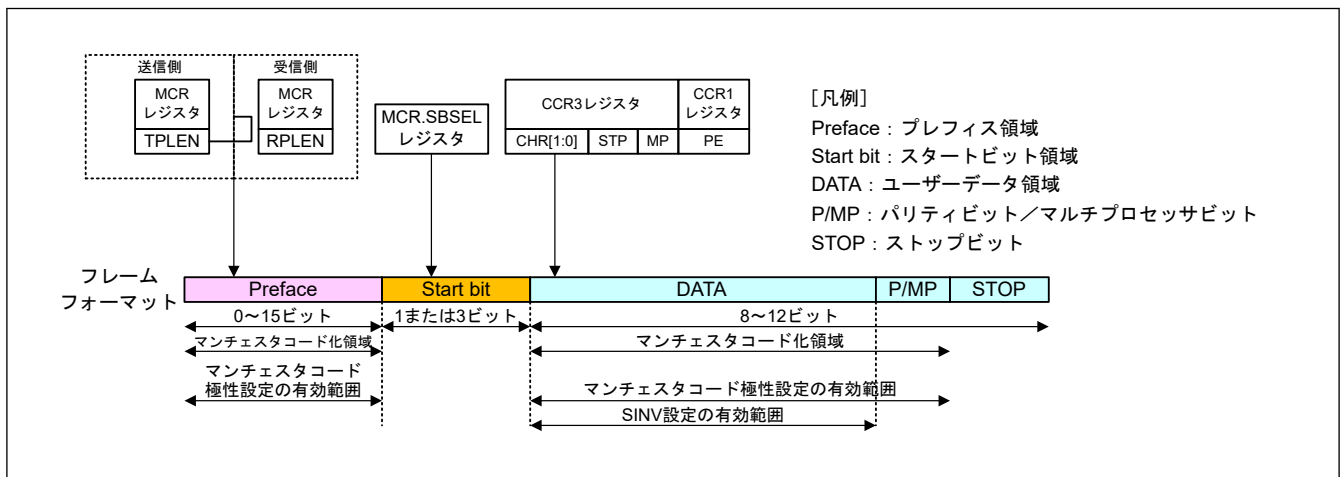 送信側
受信側
MCR
レジスタ
TPLEN
MCR
レジスタ
RPLEN
MCR.SBSEL
レジスタ
CCR3レジスタ
CCR1
レジスタ
CHR[1:0]
STP
MP
PE
[凡例]
Preface：プレフィス領域
Start bit：スタートビット領域
DATA：ユーザーデータ領域
P/MP：パリティビット／マルチプロセッサビット
STOP：ストップビット
フレーム
フォーマット
Preface
Start bit
DATA
P/MP
STOP
0～15ビット
1または3ビット
8～12ビット
マンチェスタコード化領域
マンチェスタコード化領域
マンチェスタコード
極性設定の有効範囲
マンチェスタコード極性設定の有効範囲
SINV設定の有効範囲